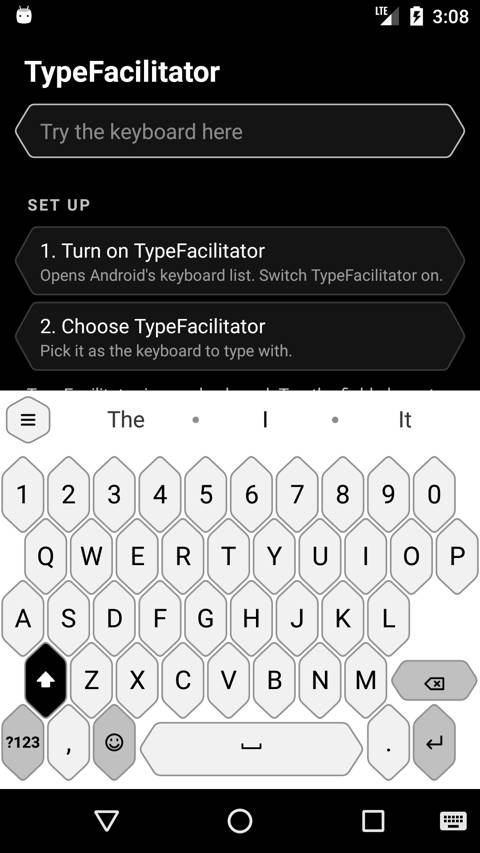 LTE 3:08
TypeFacilitator
Try the keyboard here
SET UP
1. Turn on TypeFacilitator
Opens Android's keyboard list. Switch TypeFacilitator on.
2. Choose TypeFacilitator
Pick it as the keyboard to type with.
The • I • It
1 2 3 4 5 6 7 8 9 0
Q W E R T Y U I O P
A S D F G H J K L
Z X C V B N M
?123 , .